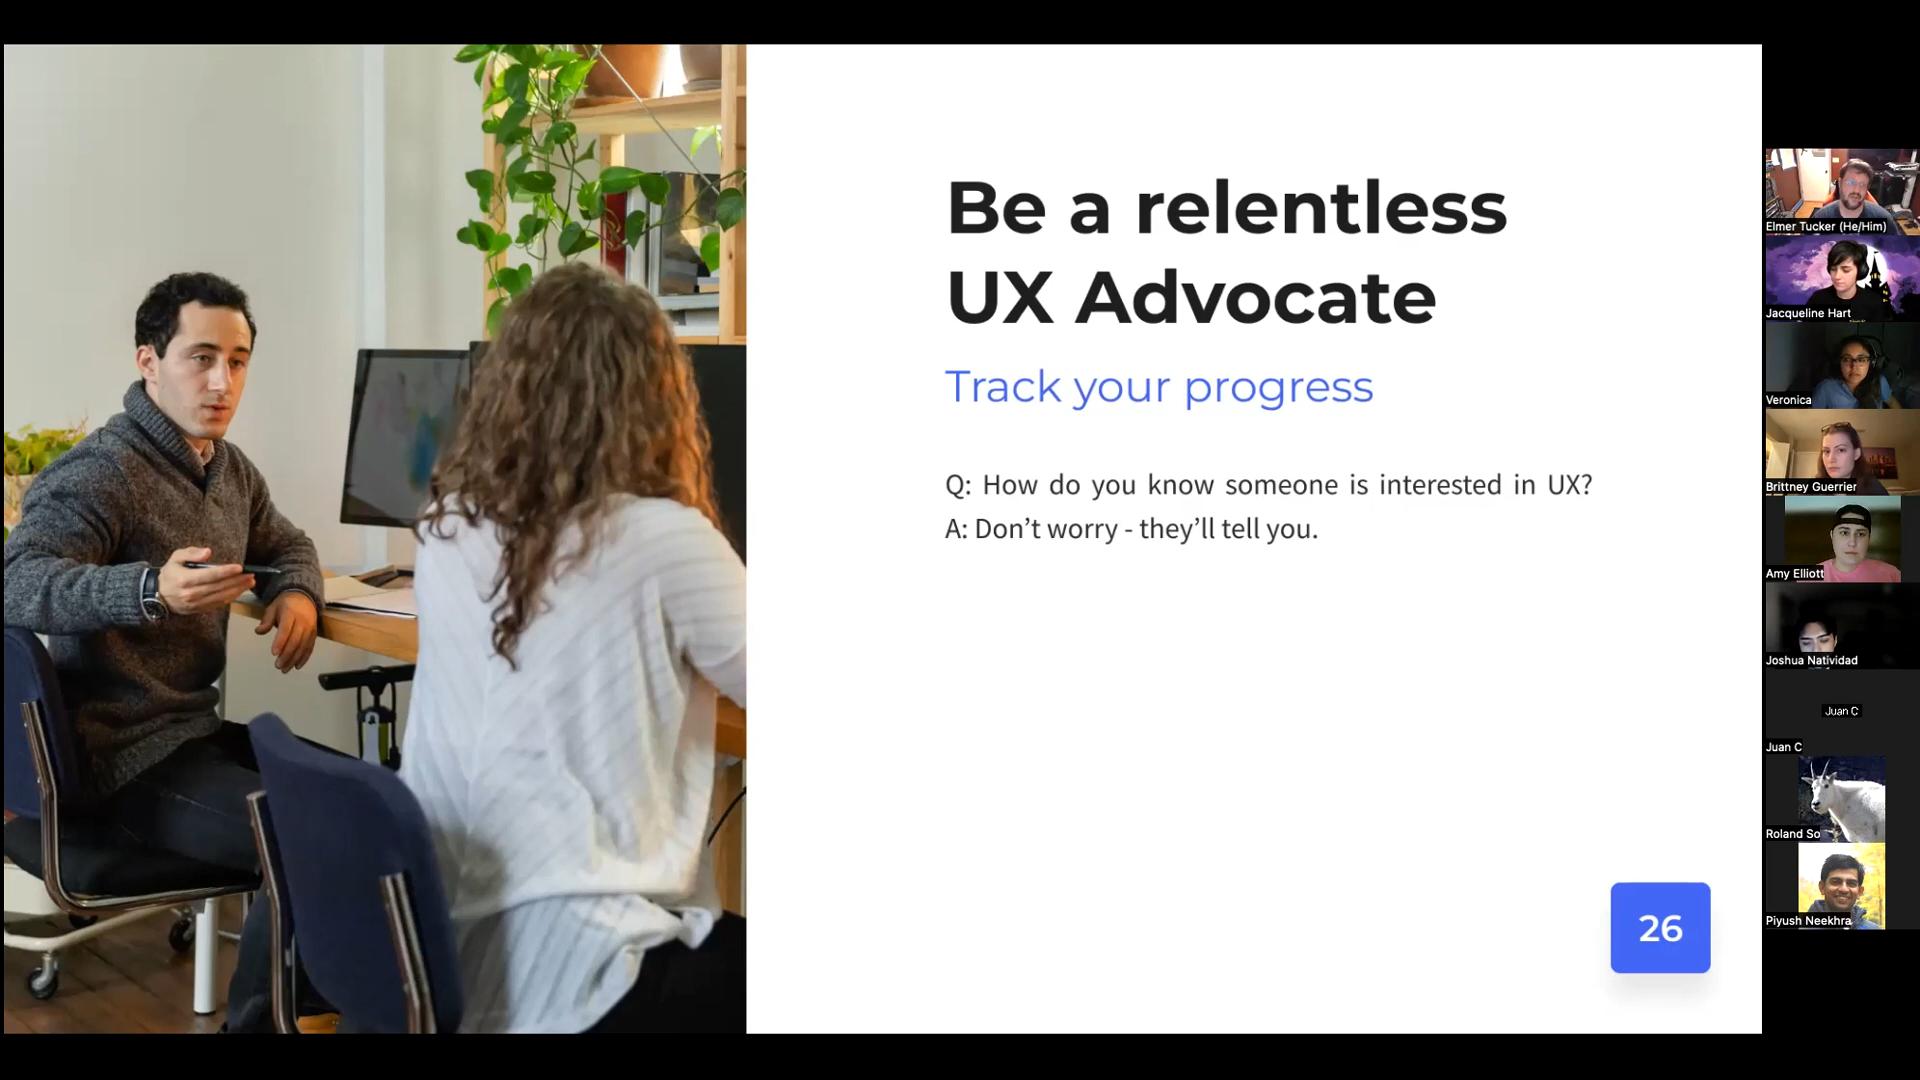 Be a relentless
UX Advocate
Track your progress
Q: How do you know someone is interested in UX?
A: Don’t worry - they’ll tell you.
26
Elmer Tucker (He/Him)
Jacqueline Hart
Veronica
Brittney Guerrier
Amy Elliott
Joshua Natividad
Juan C
Juan C
Roland So
Piyush Neekhra